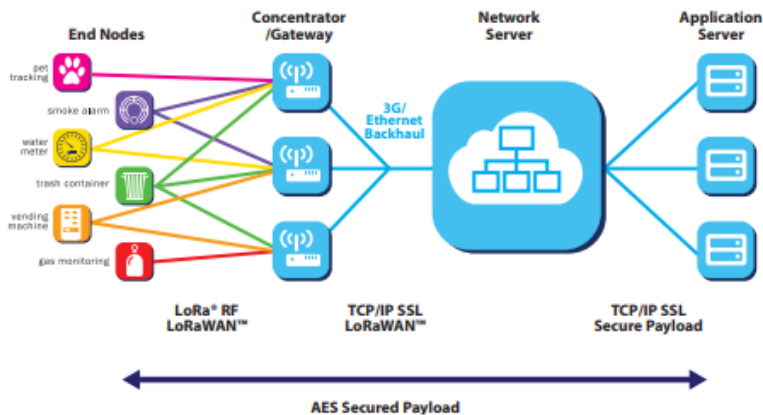 End Nodes
Concentrator
/Gateway
Network
Server
Application
Server
pet
tracking
smoke alarm
water
meter
trash container
vending
machine
gas monitoring
3G/
Ethernet
Backhaul
LoRa® RF
LoRaWAN™
TCP/IP SSL
LoRaWAN™
TCP/IP SSL
Secure Payload
AES Secured Payload